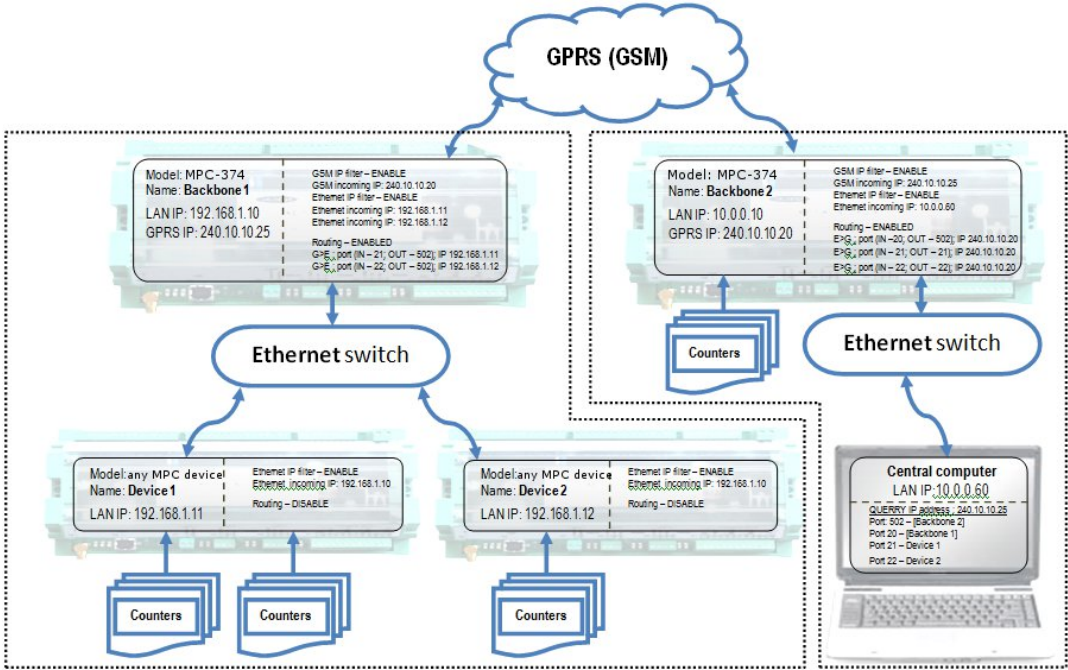 GPRS (GSM)
Model: MPC-374
Name: Backbone1
LAN IP: 192.168.1.10
GPRS IP: 240.10.10.25
GSM IP filter – ENABLE
GSM incoming IP: 240.10.10.20
Ethernet IP filter – ENABLE
Ethernet incoming IP: 192.168.1.11
Ethernet incoming IP: 192.168.1.12
Routing – ENABLED
G>E : port (IN – 21; OUT – 502); IP 192.168.1.11
G>E : port (IN – 22; OUT – 502); IP 192.168.1.12
Model: MPC-374
Name: Backbone2
LAN IP: 10.0.0.10
GPRS IP: 240.10.10.20
GSM IP filter – ENABLE
GSM incoming IP: 240.10.10.25
Ethernet IP filter – ENABLE
Ethernet incoming IP: 10.0.0.60
Routing – ENABLED
E>G : port (IN –20; OUT – 502); IP 240.10.10.20
E>G : port (IN – 21; OUT – 21); IP 240.10.10.20
E>G : port (IN – 22; OUT – 22); IP 240.10.10.20
Ethernet switch
Counters
Ethernet switch
Model:any MPC device
Name: Device1
LAN IP: 192.168.1.11
Ethernet IP filter – ENABLE
Ethernet incoming IP: 192.168.1.10
Routing – DISABLE
Model:any MPC device
Name: Device2
LAN IP: 192.168.1.12
Ethernet IP filter – ENABLE
Ethernet incoming IP: 192.168.1.10
Routing – DISABLE
Central computer
LAN IP:10.0.0.60
QUERRY IP address : 240.10.10.25
Port: 502 – [Backbone 2]
Port 20 – [Backbone 1]
Port 21 – Device 1
Port 22 – Device 2
Counters
Counters
Counters